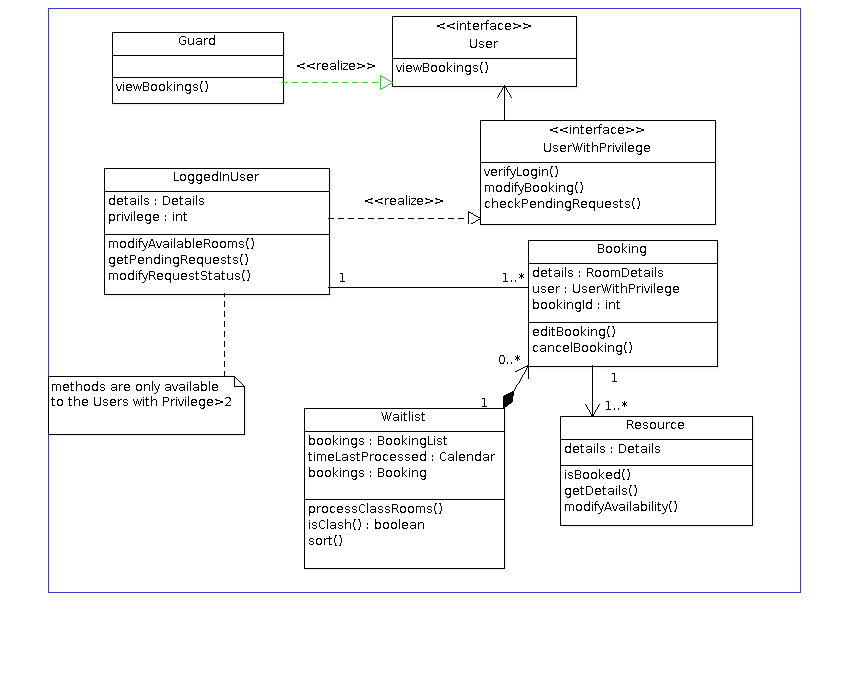 Guard
viewBookings()
<<realize>>
<<interface>>
User
viewBookings()
<<interface>>
UserWithPrivilege
verifyLogin()
modifyBooking()
checkPendingRequests()
LoggedInUser
details : Details
privilege : int
modifyAvailableRooms()
getPendingRequests()
modifyRequestStatus()
<<realize>>
1
1..*
Booking
details : RoomDetails
user : UserWithPrivilege
bookingId : int
editBooking()
cancelBooking()
0..*
1
1
1..*
methods are only available
to the Users with Privilege>2
Waitlist
bookings : BookingList
timeLastProcessed : Calendar
bookings : Booking
processClassRooms()
isClash() : boolean
sort()
Resource
details : Details
isBooked()
getDetails()
modifyAvailability()